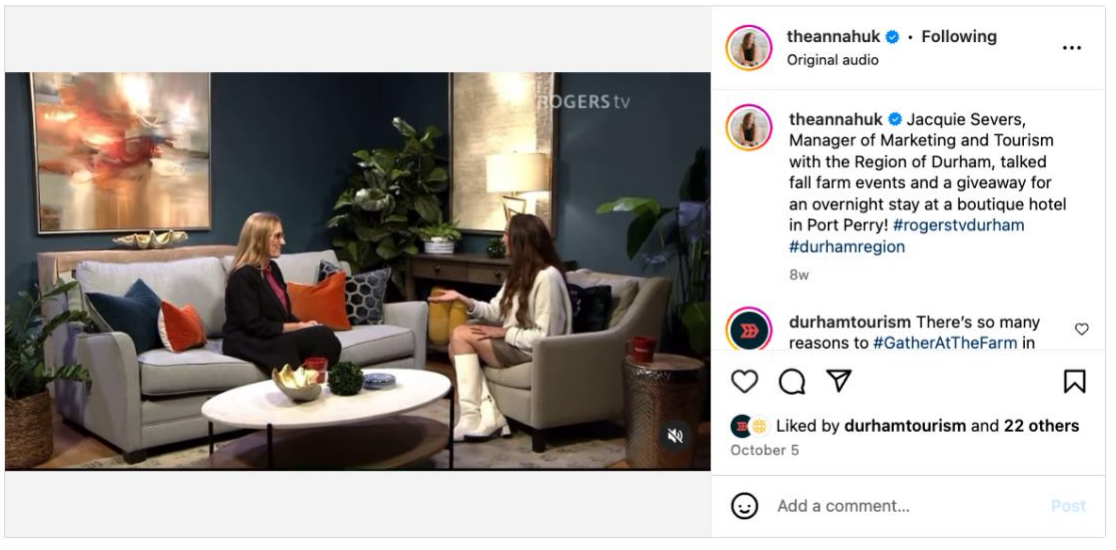 ROGERS tv
theannahuk • Following
Original audio
theannahuk Jacquie Severs,
Manager of Marketing and Tourism
with the Region of Durham, talked
fall farm events and a giveaway for
an overnight stay at a boutique hotel
in Port Perry! #rogerstvdurham
#durhamregion
8w
durhamtourism There's so many
reasons to #GatherAtTheFarm in
Liked by durhamtourism and 22 others
October 5
Add a comment...
Post